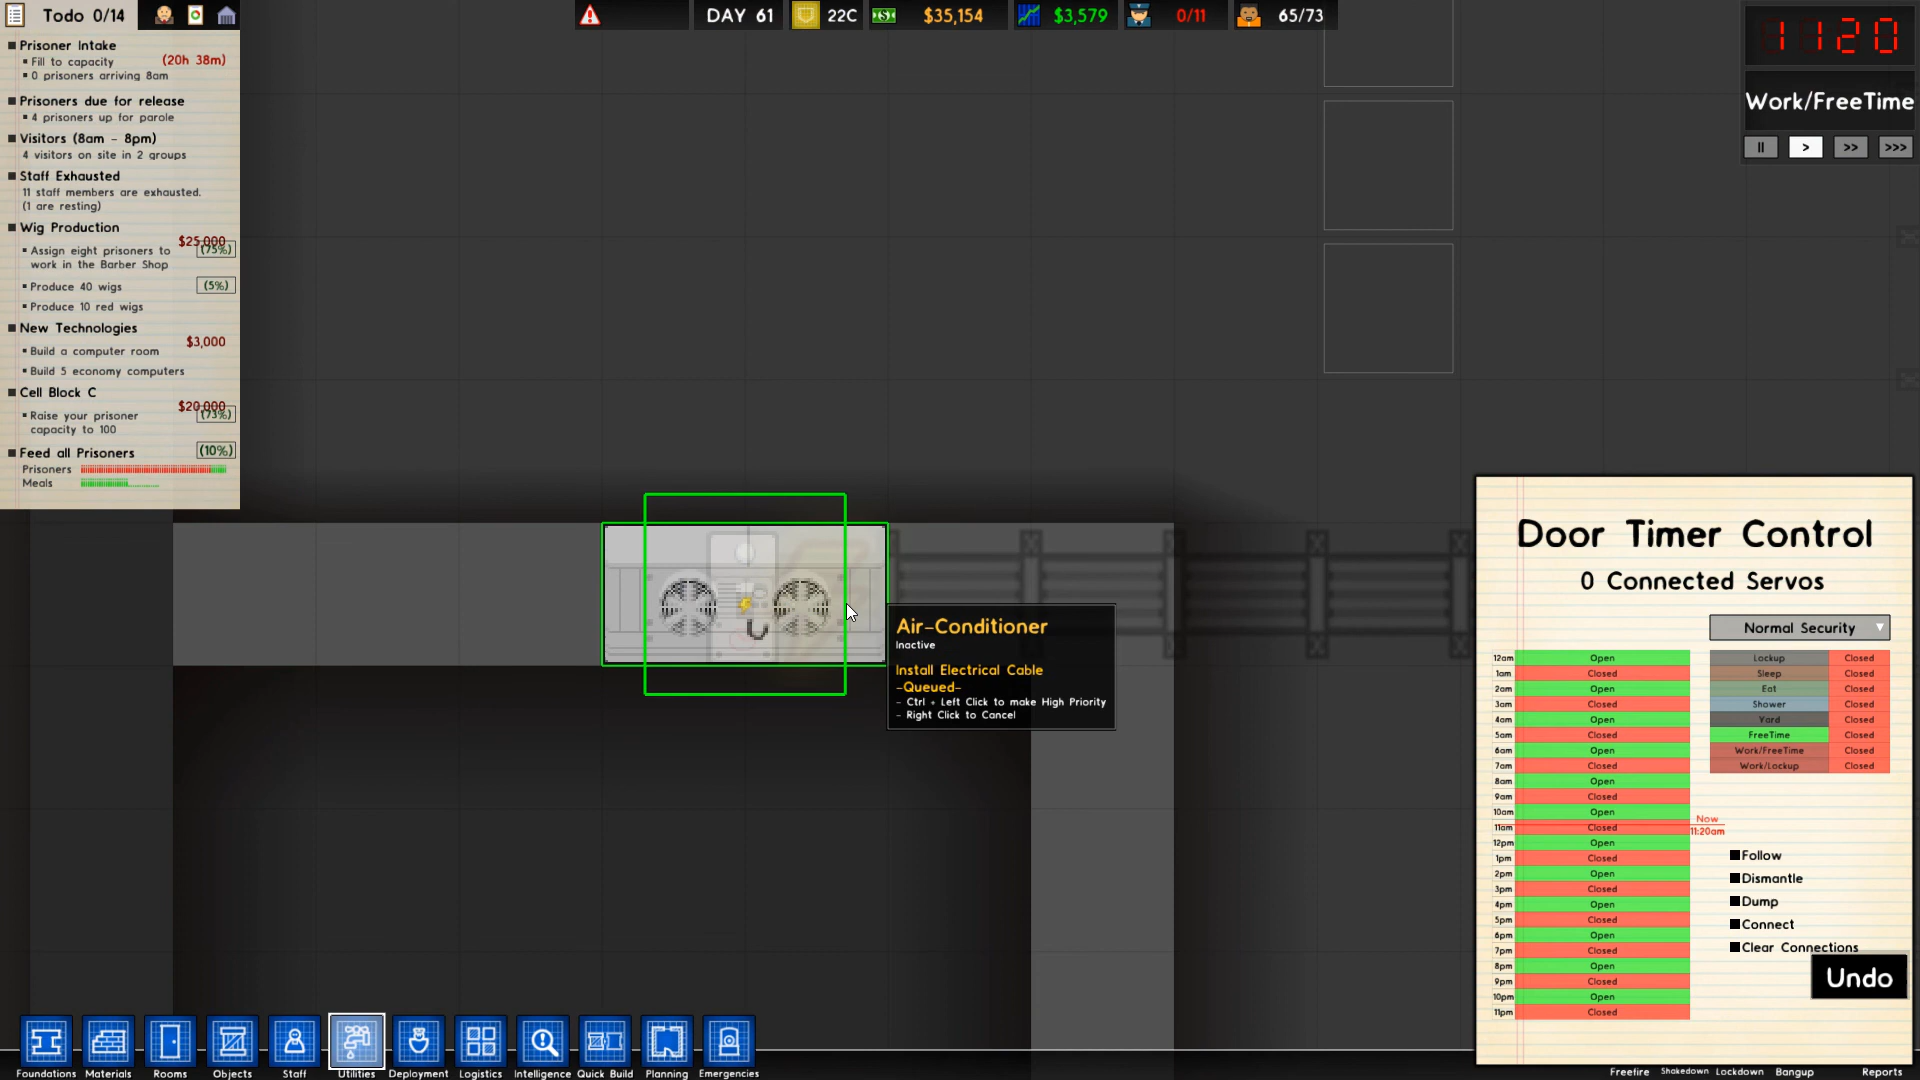 Todo 0/14
DAY 61
22C
$35,154
$3,579
0/11
65/73
1120
Work/FreeTime
Prisoner Intake
Fill to capacity (20h 38m)
0 prisoners arriving 8am
Prisoners due for release
4 prisoners up for parole
Visitors (8am - 8pm)
4 visitors on site in 2 groups
Staff Exhausted
11 staff members are exhausted.
(1 are resting)
Wig Production
$25,000
Assign eight prisoners to (75%)
work in the Barber Shop
Produce 40 wigs (5%)
Produce 10 red wigs
New Technologies
$3,000
Build a computer room
Build 5 economy computers
Cell Block C
$20,000
Raise your prisoner (73%)
capacity to 100
Feed all Prisoners (10%)
Prisoners
Meals
Air-Conditioner
Inactive
Install Electrical Cable
-Queued-
- Ctrl + Left Click to make High Priority
- Right Click to Cancel
Door Timer Control
0 Connected Servos
Normal Security
12am Open
1am Closed
2am Open
3am Closed
4am Open
5am Closed
6am Open
7am Closed
8am Open
9am Closed
10am Open
11am Closed
12pm Open
1pm Closed
2pm Open
3pm Closed
4pm Open
5pm Closed
6pm Open
7pm Closed
8pm Open
9pm Closed
10pm Open
11pm Closed
Lockup Closed
Sleep Closed
Eat Closed
Shower Closed
Yard Closed
FreeTime Closed
Work/FreeTime Closed
Work/Lockup Closed
Now
11:20am
Follow
Dismantle
Dump
Connect
Clear Connections
Undo
Foundations
Materials
Rooms
Objects
Staff
Utilities
Deployment
Logistics
Intelligence
Quick Build
Planning
Emergencies
Freefire
Shakedown
Lockdown
Bangup
Reports